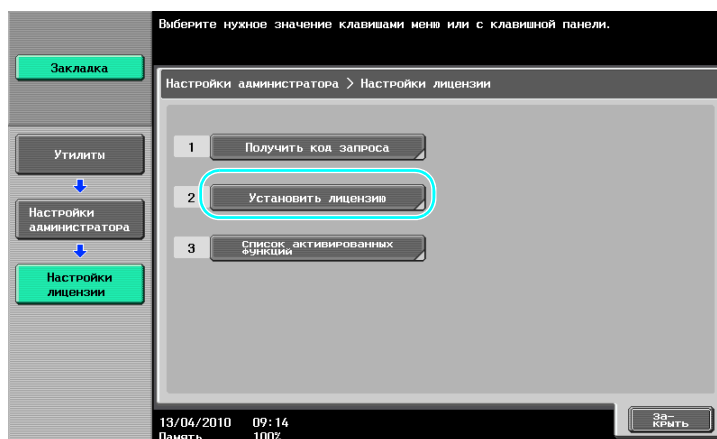 Выберите нужное значение клавишами меню или с клавишной панели.
Закладка
Настройки администратора > Настройки лицензии
Утилиты
Настройки
администратора
Настройки
лицензии
1 Получить код запроса
2 Установить лицензию
3 Список активированных
функций
13/04/2010 09:14
Память 100%
За-
крыть